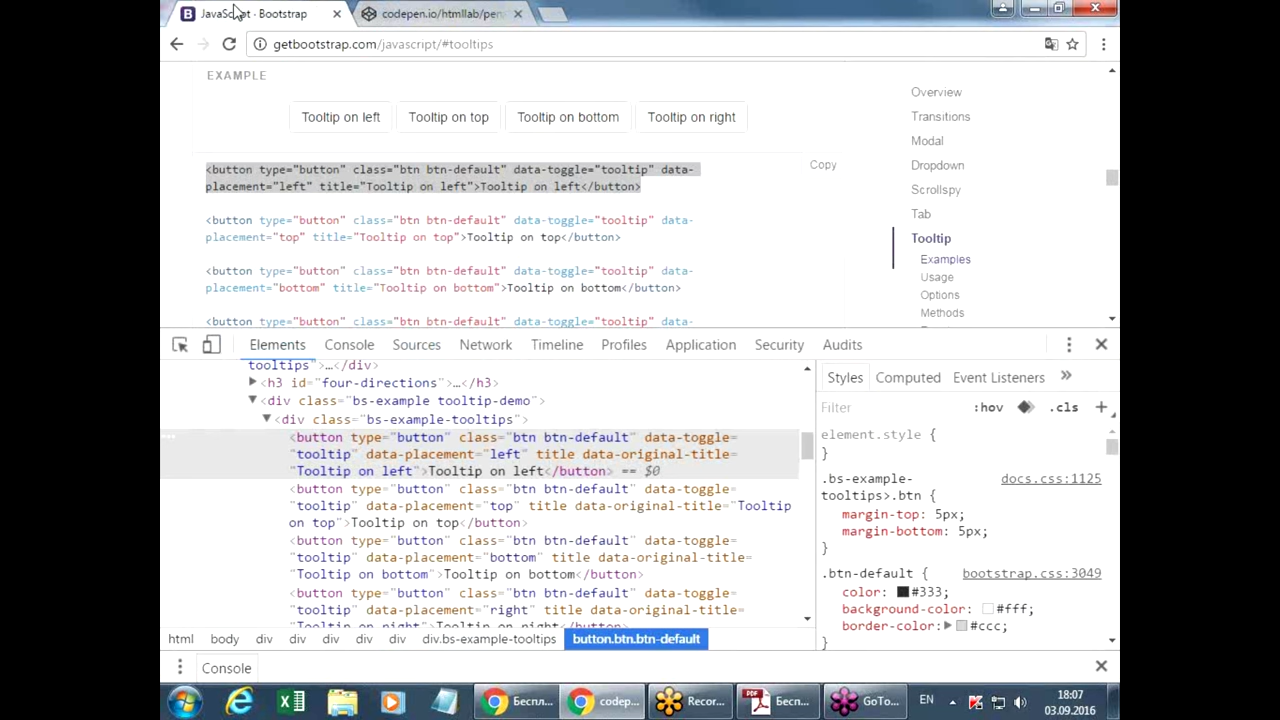 JavaScript · Bootstrap
codepen.io/htmllab/pen
getbootstrap.com/javascript/#tooltips
EXAMPLE
Tooltip on left
Tooltip on top
Tooltip on bottom
Tooltip on right
Copy
<button type="button" class="btn btn-default" data-toggle="tooltip" data-
placement="left" title="Tooltip on left">Tooltip on left</button>
<button type="button" class="btn btn-default" data-toggle="tooltip" data-
placement="top" title="Tooltip on top">Tooltip on top</button>
<button type="button" class="btn btn-default" data-toggle="tooltip" data-
placement="bottom" title="Tooltip on bottom">Tooltip on bottom</button>
<button type="button" class="btn btn-default" data-toggle="tooltip" data-
Overview
Transitions
Modal
Dropdown
Scrollspy
Tab
Tooltip
Examples
Usage
Options
Methods
Elements Console Sources Network Timeline Profiles Application Security Audits
tooltips">…</div>
<h3 id="four-directions">…</h3>
<div class="bs-example tooltip-demo">
<div class="bs-example-tooltips">
<button type="button" class="btn btn-default" data-toggle=
"tooltip" data-placement="left" title data-original-title=
"Tooltip on left">Tooltip on left</button> == $0
<button type="button" class="btn btn-default" data-toggle=
"tooltip" data-placement="top" title data-original-title="Tooltip
on top">Tooltip on top</button>
<button type="button" class="btn btn-default" data-toggle=
"tooltip" data-placement="bottom" title data-original-title=
"Tooltip on bottom">Tooltip on bottom</button>
<button type="button" class="btn btn-default" data-toggle=
"tooltip" data-placement="right" title data-original-title=
"Tooltip on right">Tooltip on right</button>
html body div div div div div div.bs-example-tooltips button.btn.btn-default
Styles Computed Event Listeners »
Filter :hov .cls +
element.style {
}
.bs-example- docs.css:1125
tooltips>.btn {
margin-top: 5px;
margin-bottom: 5px;
}
.btn-default { bootstrap.css:3049
color: #333;
background-color: #fff;
border-color: #ccc;
}
Console
Беспл...
codep...
Recor...
Бесп...
GoTo...
EN
18:07
03.09.2016